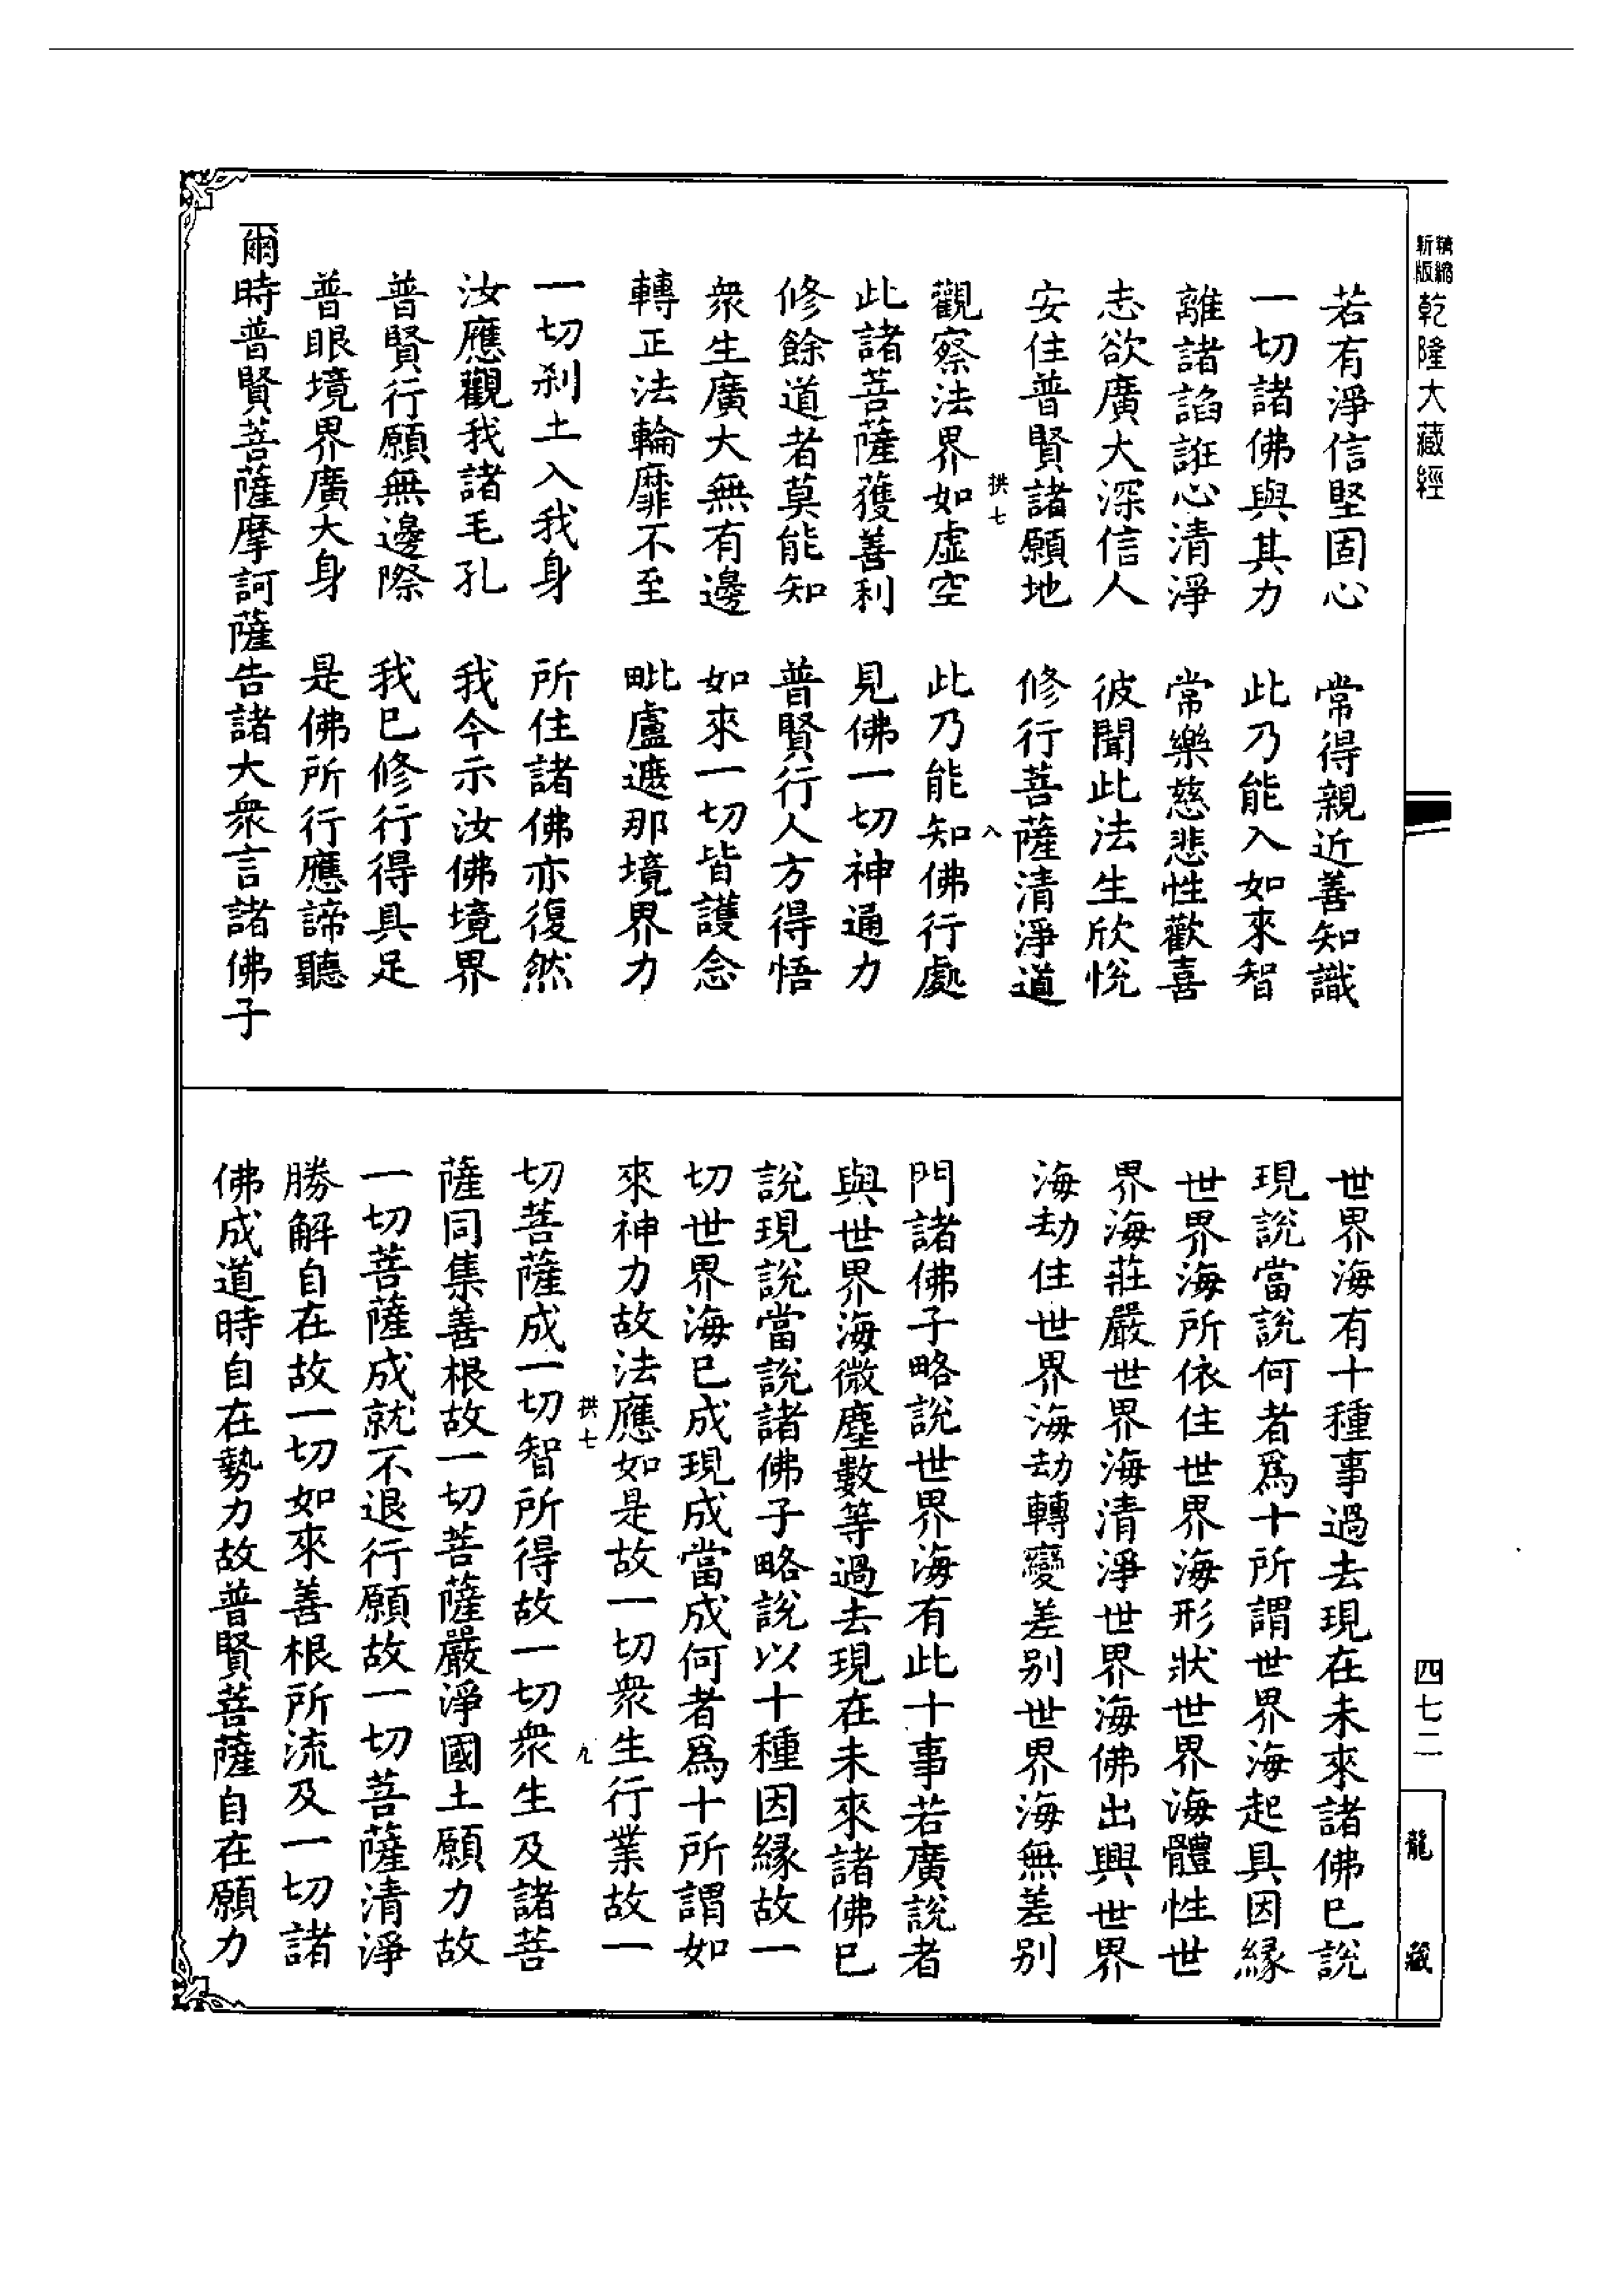 新版精縮乾隆大藏經
若有淨信堅固心　常得親近善知識
一切諸佛與其力　此乃能入如來智
離諸諂誑心清淨　常樂慈悲性歡喜
志欲廣大深信人　彼聞此法生欣悅
安住普賢諸願地　修行菩薩清淨道
拱七　八
觀察法界如虛空　此乃能知佛行處
此諸菩薩獲善利　見佛一切神通力
修餘道者莫能知　普賢行人方得悟
衆生廣大無有邊　如來一切皆護念
轉正法輪靡不至　毗盧遮那境界力
一切剎土入我身　所住諸佛亦復然
汝應觀我諸毛孔　我今示汝佛境界
普賢行願無邊際　我已修行得具足
普眼境界廣大身　是佛所行應諦聽
爾時普賢菩薩摩訶薩告諸大衆言諸佛子
世界海有十種事過去現在未來諸佛已說
現說當說何者爲十所謂世界海起具因緣
世界海所依住世界海形狀世界海體性世
界海莊嚴世界海清淨世界海佛出興世界
海劫住世界海劫轉變差别世界海無差别
門諸佛子略說世界海有此十事若廣說者
與世界海微塵數等過去現在未來諸佛已
說現說當說諸佛子略說以十種因緣故一
切世界海已成現成當成何者爲十所謂如
來神力故法應如是故一切衆生行業故一
拱七　九
切菩薩成一切智所得故一切衆生及諸菩
薩同集善根故一切菩薩嚴淨國土願力故
一切菩薩成就不退行願故一切菩薩清淨
勝解自在故一切如來善根所流及一切諸
佛成道時自在勢力故普賢菩薩自在願力
四七二
龍藏